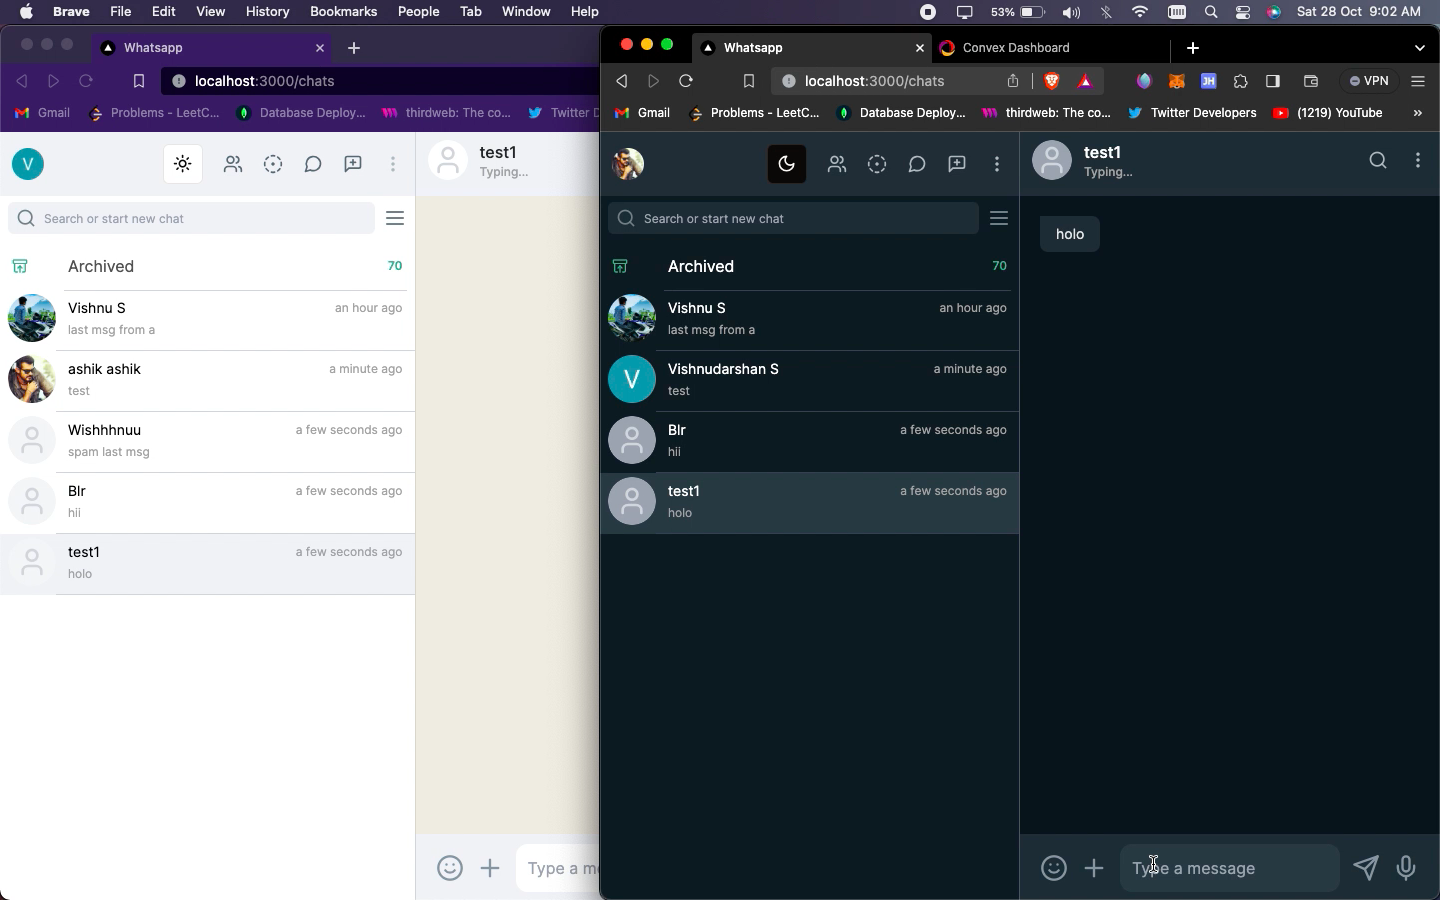 Brave File Edit View History Bookmarks People Tab Window Help 53% Sat 28 Oct 9:02 AM
Whatsapp
localhost:3000/chats
Gmail Problems - LeetC... Database Deploy... thirdweb: The co... Twitter D
V
Search or start new chat
Archived 70
Vishnu S an hour ago
last msg from a
ashik ashik a minute ago
test
Wishhhnuu a few seconds ago
spam last msg
Blr a few seconds ago
hii
test1 a few seconds ago
holo
test1
Typing...
Type a me
Whatsapp Convex Dashboard
localhost:3000/chats JH VPN
Gmail Problems - LeetC... Database Deploy... thirdweb: The co... Twitter Developers (1219) YouTube »
Search or start new chat
Archived 70
Vishnu S an hour ago
last msg from a
V
Vishnudarshan S a minute ago
test
Blr a few seconds ago
hii
test1 a few seconds ago
holo
test1
Typing...
holo
Type a message